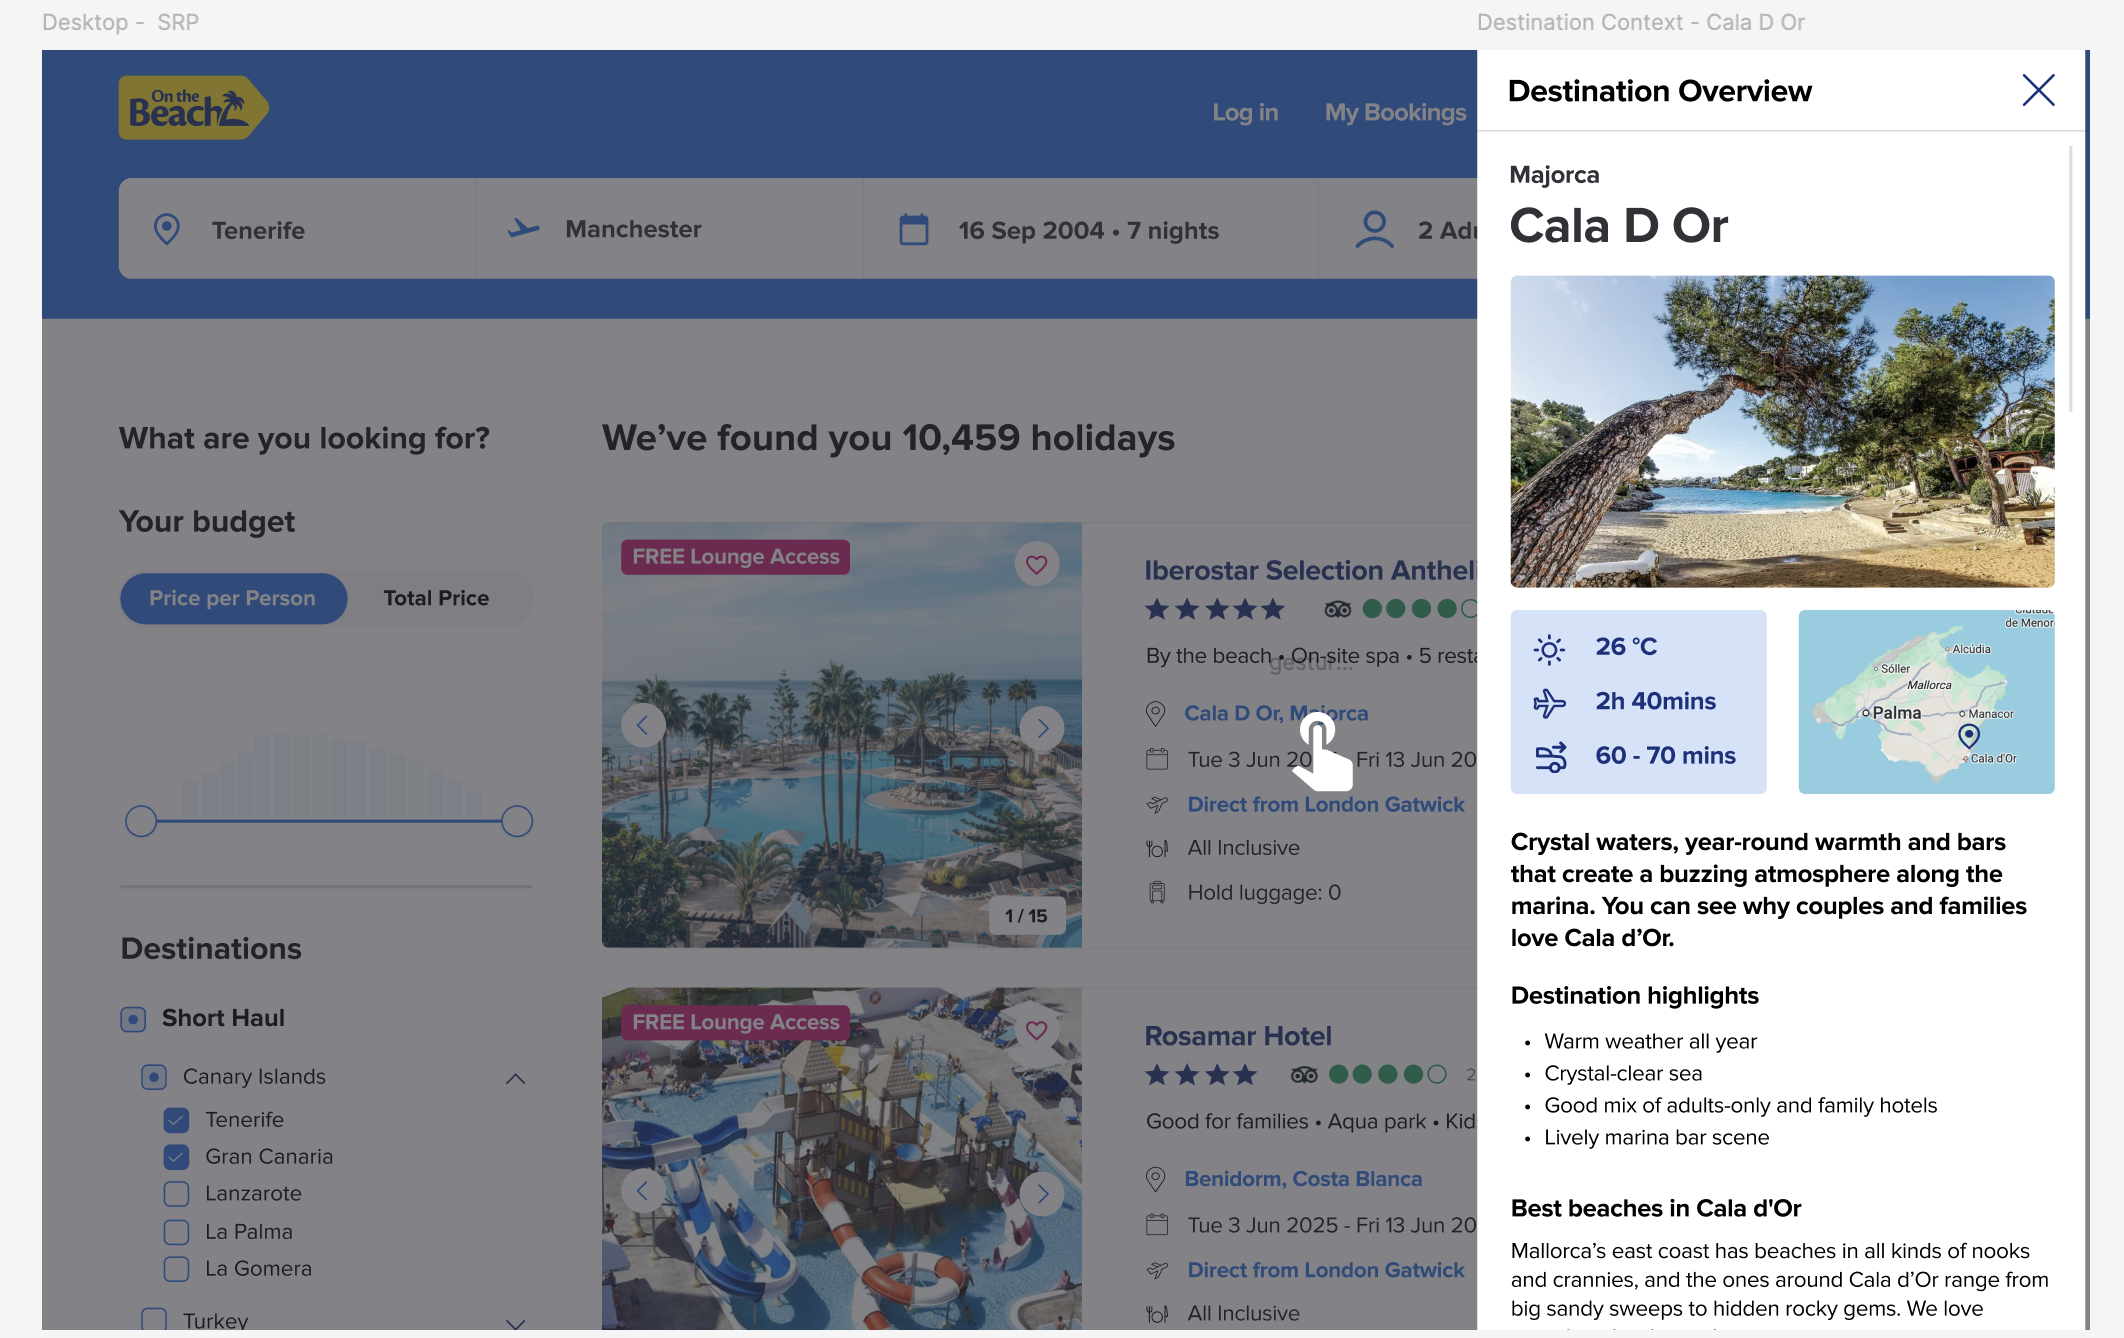 Desktop - SRP
Destination Context - Cala D Or
On the
Beach
Log in
My Bookings
Tenerife
Manchester
16 Sep 2004 • 7 nights
2 Adu
What are you looking for?
Your budget
Price per Person
Total Price
Destinations
Short Haul
Canary Islands
Tenerife
Gran Canaria
Lanzarote
La Palma
La Gomera
Turkey
We've found you 10,459 holidays
FREE Lounge Access
1 / 15
Iberostar Selection Antheli
By the beach • On-site spa • 5 resta
gestur...
Cala D Or, Majorca
Tue 3 Jun 20 Fri 13 Jun 20
Direct from London Gatwick
All Inclusive
Hold luggage: 0
FREE Lounge Access
Rosamar Hotel
2
Good for families • Aqua park • Kid
Benidorm, Costa Blanca
Tue 3 Jun 2025 - Fri 13 Jun 20
Direct from London Gatwick
All Inclusive
Destination Overview
Majorca
Cala D Or
26 °C
2h 40mins
60 - 70 mins
Ciutade
de Menor
Alcúdia
Sóller
Mallorca
Palma
Manacor
Cala d'Or
Crystal waters, year-round warmth and bars
that create a buzzing atmosphere along the
marina. You can see why couples and families
love Cala d’Or.
Destination highlights
• Warm weather all year
• Crystal-clear sea
• Good mix of adults-only and family hotels
• Lively marina bar scene
Best beaches in Cala d'Or
Mallorca’s east coast has beaches in all kinds of nooks
and crannies, and the ones around Cala d’Or range from
big sandy sweeps to hidden rocky gems. We love